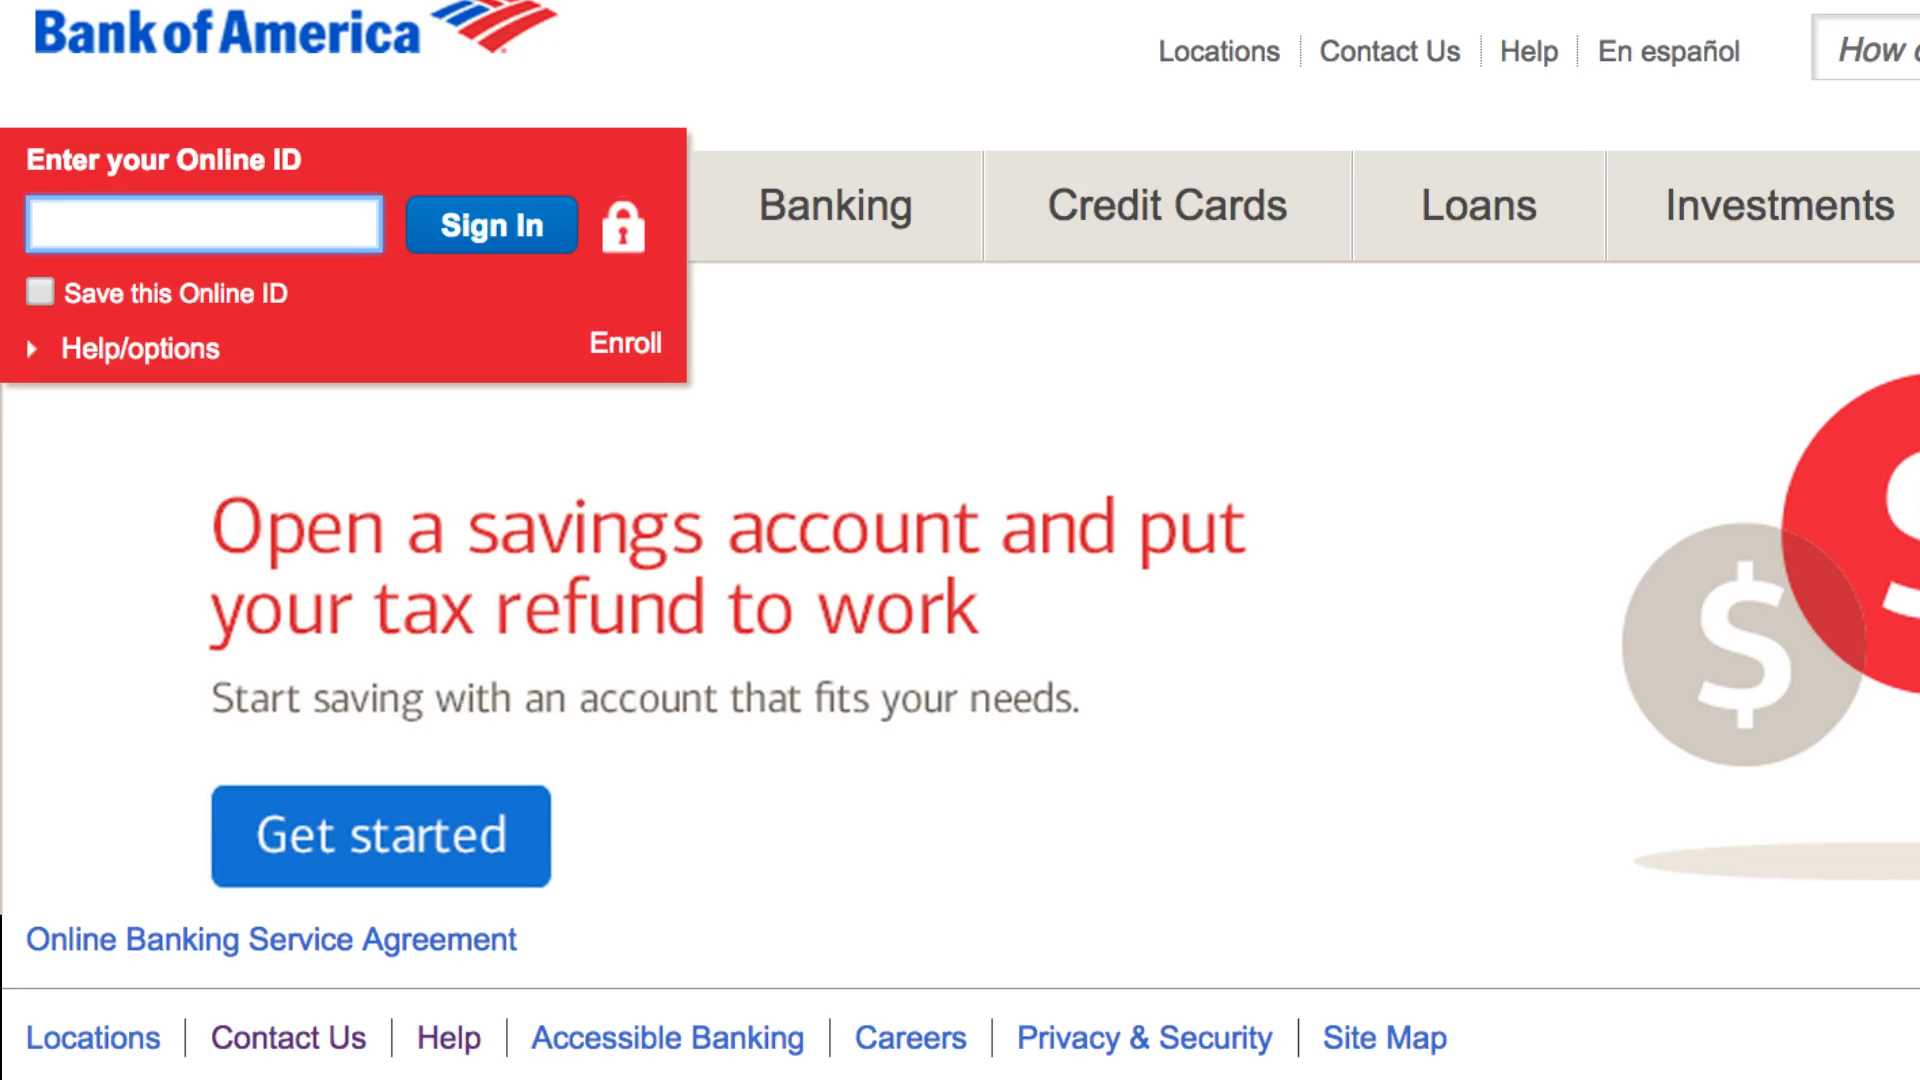 Bank of America
Locations
Contact Us
Help
En español
How
Enter your Online ID
Sign In
Save this Online ID
Help/options
Enroll
Banking
Credit Cards
Loans
Investments
Open a savings account and put
your tax refund to work
Start saving with an account that fits your needs.
Get started
$
Online Banking Service Agreement
Locations
Contact Us
Help
Accessible Banking
Careers
Privacy & Security
Site Map